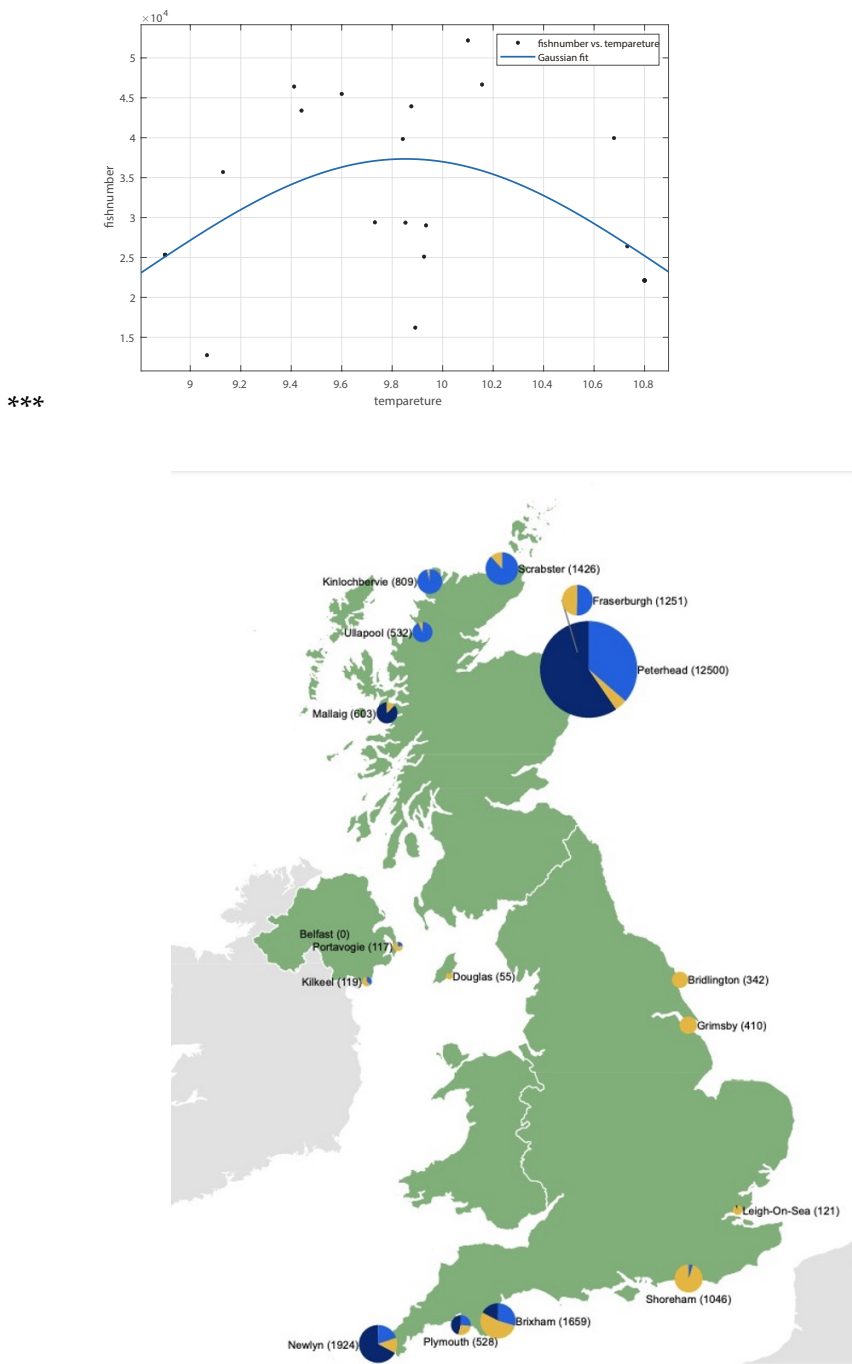 ×10⁴
5
4.5
4
3.5
3
2.5
2
1.5
fishnumber
fishnumber vs. tempareture
Gaussian fit
9 9.2 9.4 9.6 9.8 10 10.2 10.4 10.6 10.8
tempareture
***
Scrabster (1426)
Kinlochbervie (809)
Fraserburgh (1251)
Ullapool (532)
Peterhead (12500)
Mallaig (603)
Belfast (0)
Portavogie (117)
Kilkeel (119)
Douglas (55)
Bridlington (342)
Grimsby (410)
Leigh-On-Sea (121)
Shoreham (1046)
Brixham (1659)
Plymouth (528)
Newlyn (1924)